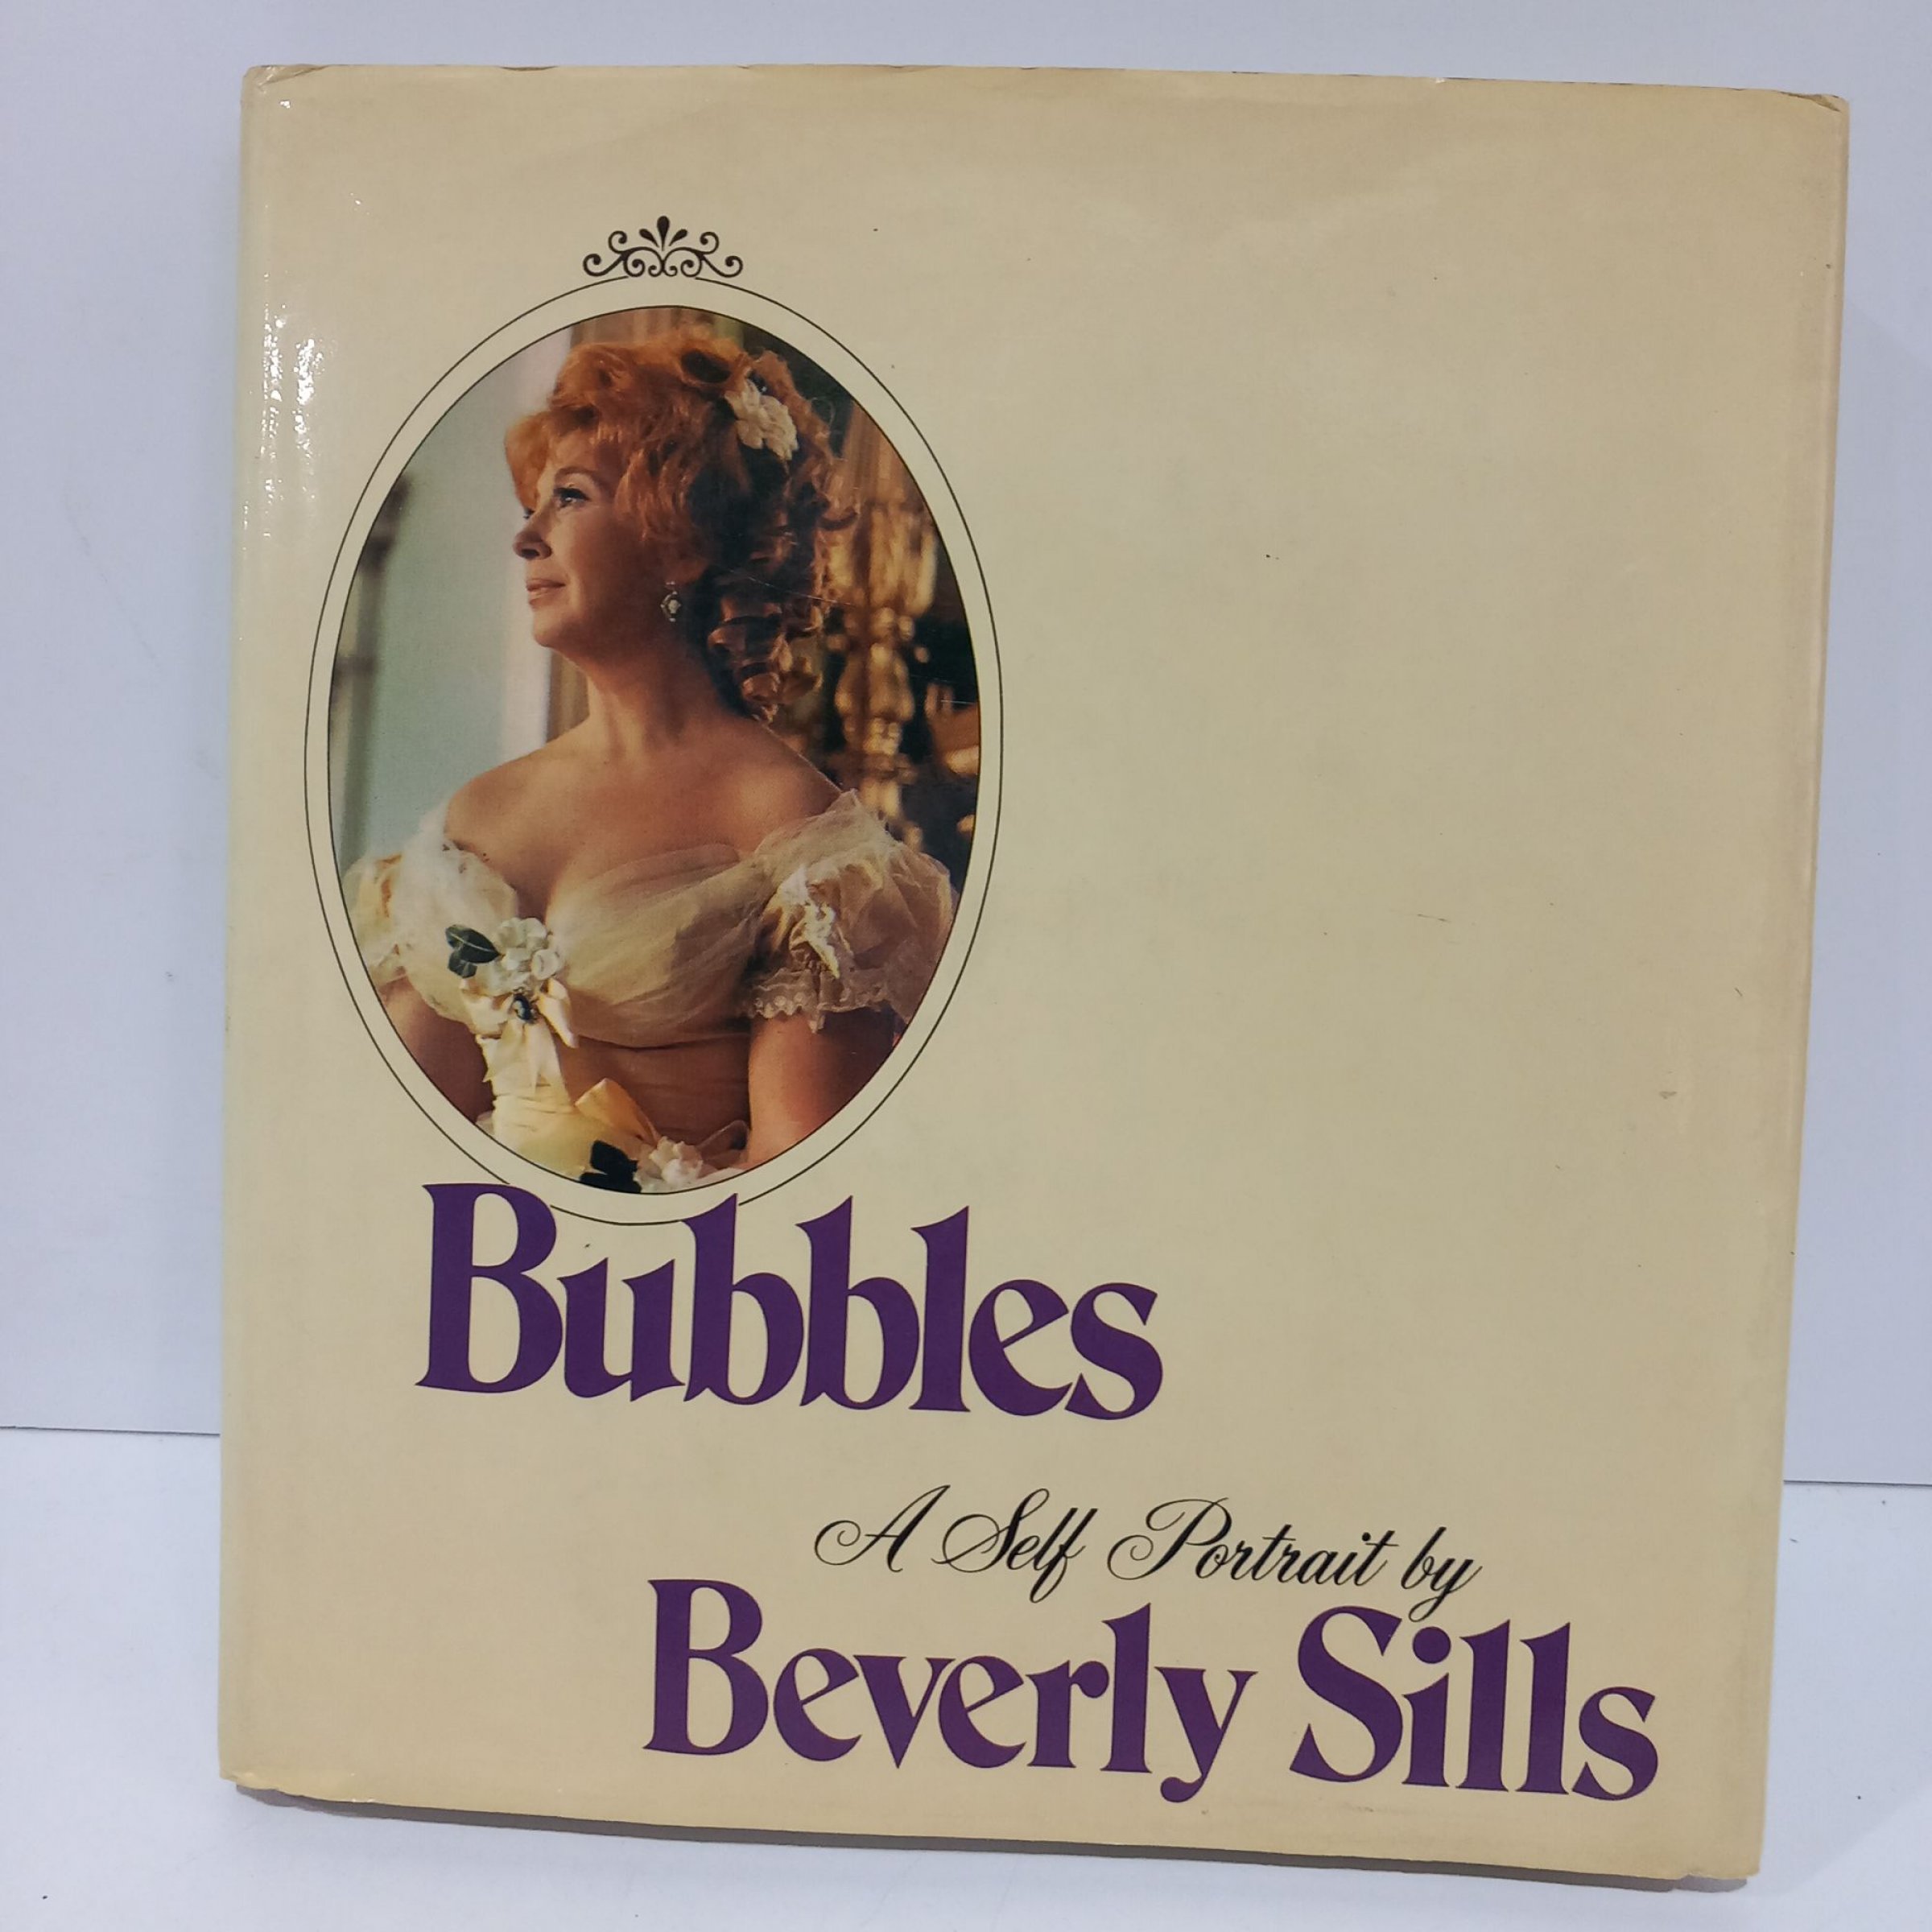 Bubbles
A Self Portrait by
Beverly Sills